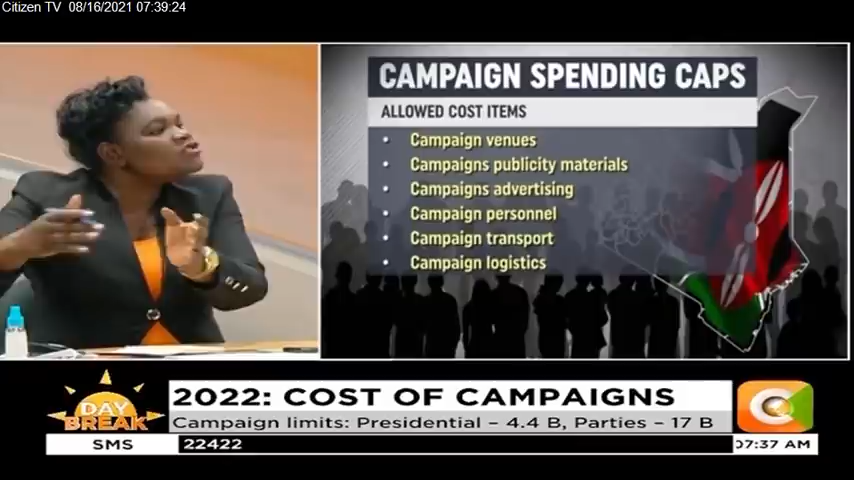 Citizen TV 08/16/2021 07:39:24
CAMPAIGN SPENDING CAPS
ALLOWED COST ITEMS
• Campaign venues
• Campaigns publicity materials
• Campaigns advertising
• Campaign personnel
• Campaign transport
• Campaign logistics
DAY
BREAK
2022: COST OF CAMPAIGNS
Campaign limits: Presidential – 4.4 B, Parties – 17 B
SMS 22422 07:37 AM